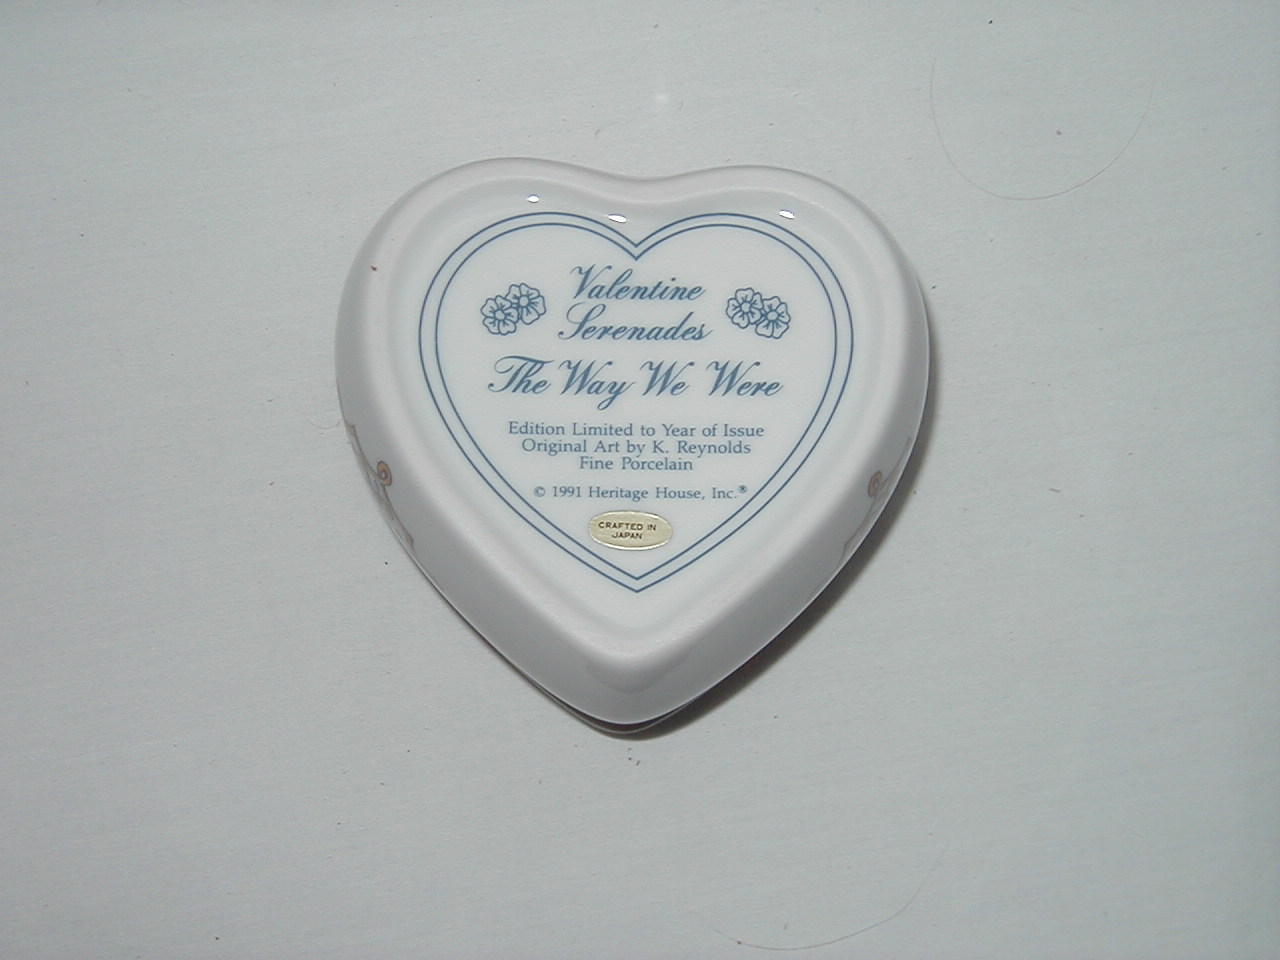 Valentine
Serenades
The Way We Were
Edition Limited to Year of Issue
Original Art by K. Reynolds
Fine Porcelain
© 1991 Heritage House, Inc.®
CRAFTED IN
JAPAN